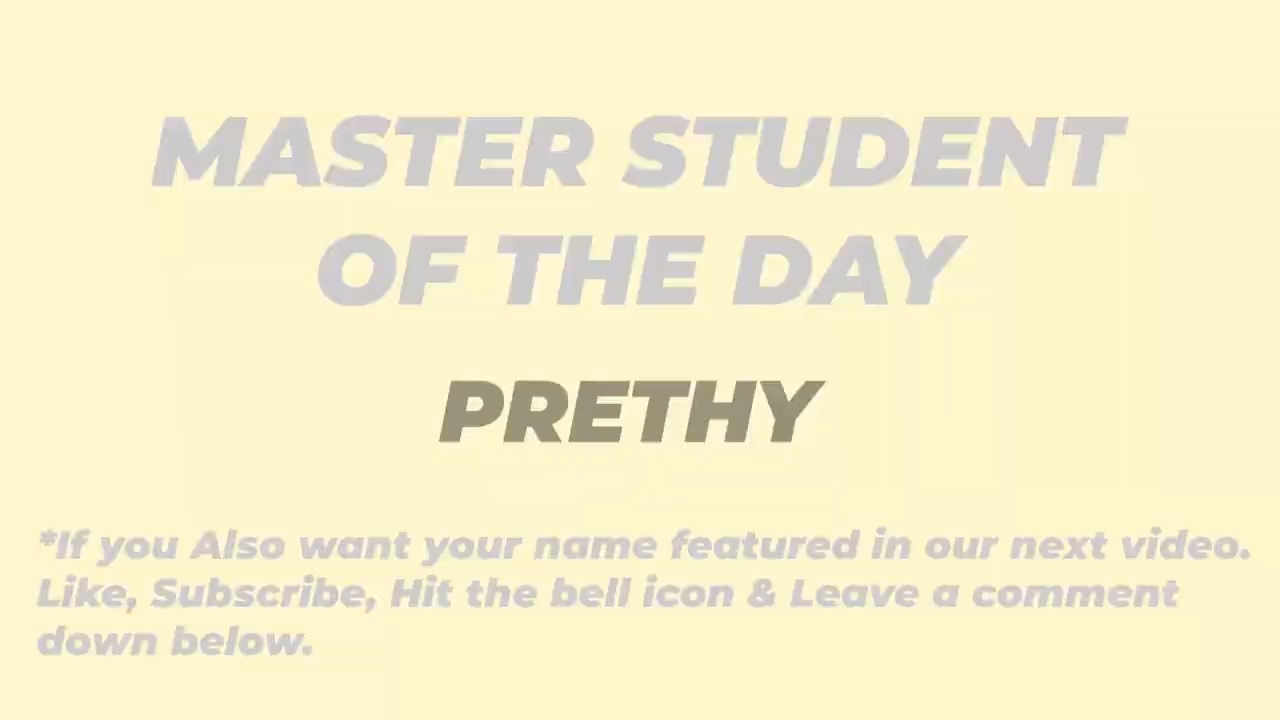 MASTER STUDENT
OF THE DAY
PRETHY
*If you Also want your name featured in our next video.
Like, Subscribe, Hit the bell icon & Leave a comment
down below.